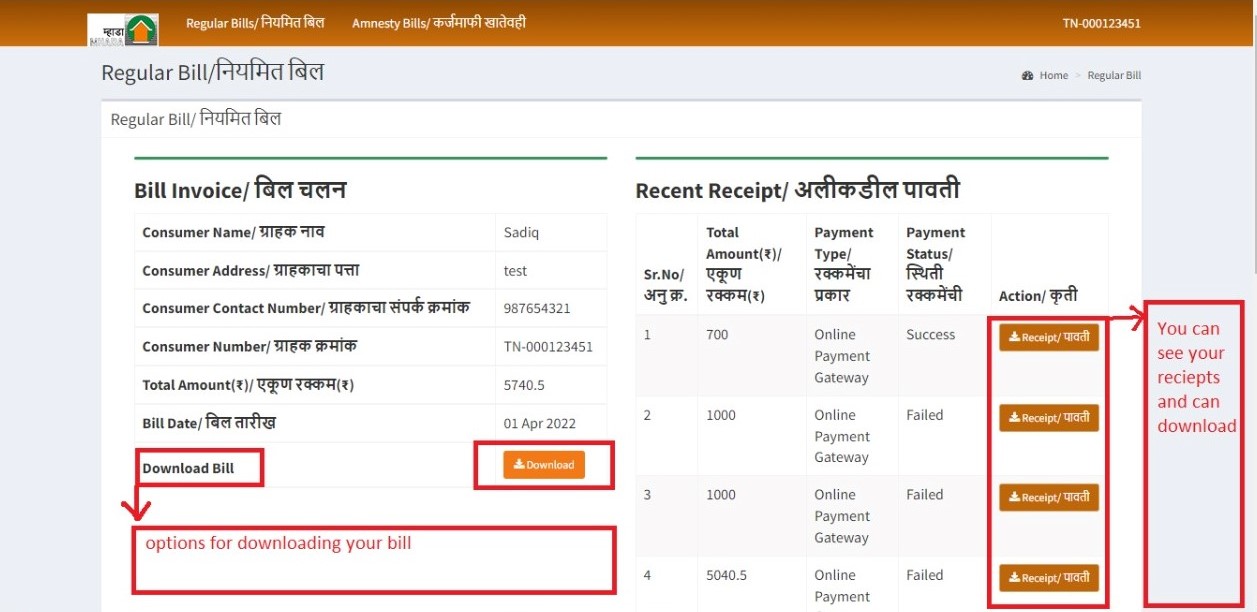 म्हाडा
MHADA
Regular Bills/ नियमित बिल
Amnesty Bills/ कर्जमाफी खातेवही
TN-000123451
Regular Bill/नियमित बिल
Home > Regular Bill
Regular Bill/ नियमित बिल
Bill Invoice/ बिल चलन
Consumer Name/ ग्राहक नाव Sadiq
Consumer Address/ ग्राहकाचा पत्ता test
Consumer Contact Number/ ग्राहकाचा संपर्क क्रमांक 987654321
Consumer Number/ ग्राहक क्रमांक TN-000123451
Total Amount(₹)/ एकूण रक्कम(₹) 5740.5
Bill Date/ बिल तारीख 01 Apr 2022
Download Bill Download
options for downloading your bill
Recent Receipt/ अलीकडील पावती
Sr.No/
अनु क्र.
Total
Amount(₹)/
एकूण
रक्कम(₹)
Payment
Type/
रक्कमेंचा
प्रकार
Payment
Status/
स्थिती
रक्कमेंची
Action/ कृती
1 700 Online Success Receipt/ पावती
Payment
Gateway
2 1000 Online Failed Receipt/ पावती
Payment
Gateway
3 1000 Online Failed Receipt/ पावती
Payment
Gateway
4 5040.5 Online Failed Receipt/ पावती
Payment
You can
see your
reciepts
and can
download